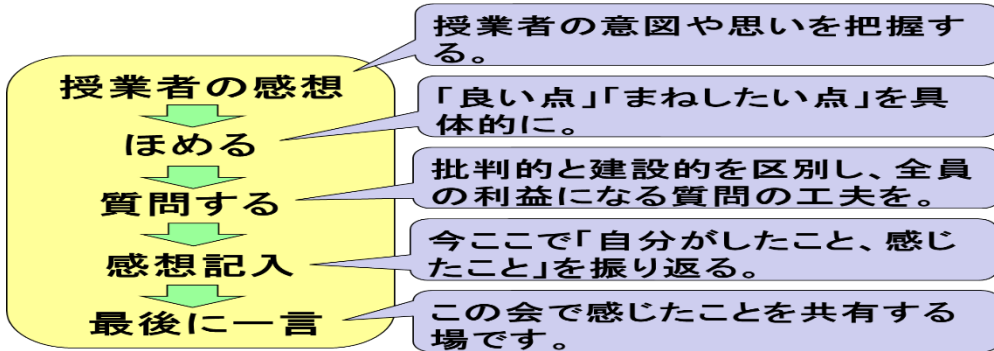 授業者の感想
授業者の意図や思いを把握す
る。
ほめる
「良い点」「まねしたい点」を具
体的に。
質問する
批判的と建設的を区別し、全員
の利益になる質問の工夫を。
感想記入
今ここで「自分がしたこと、感じ
たこと」を振り返る。
最後に一言
この会で感じたことを共有する
場です。